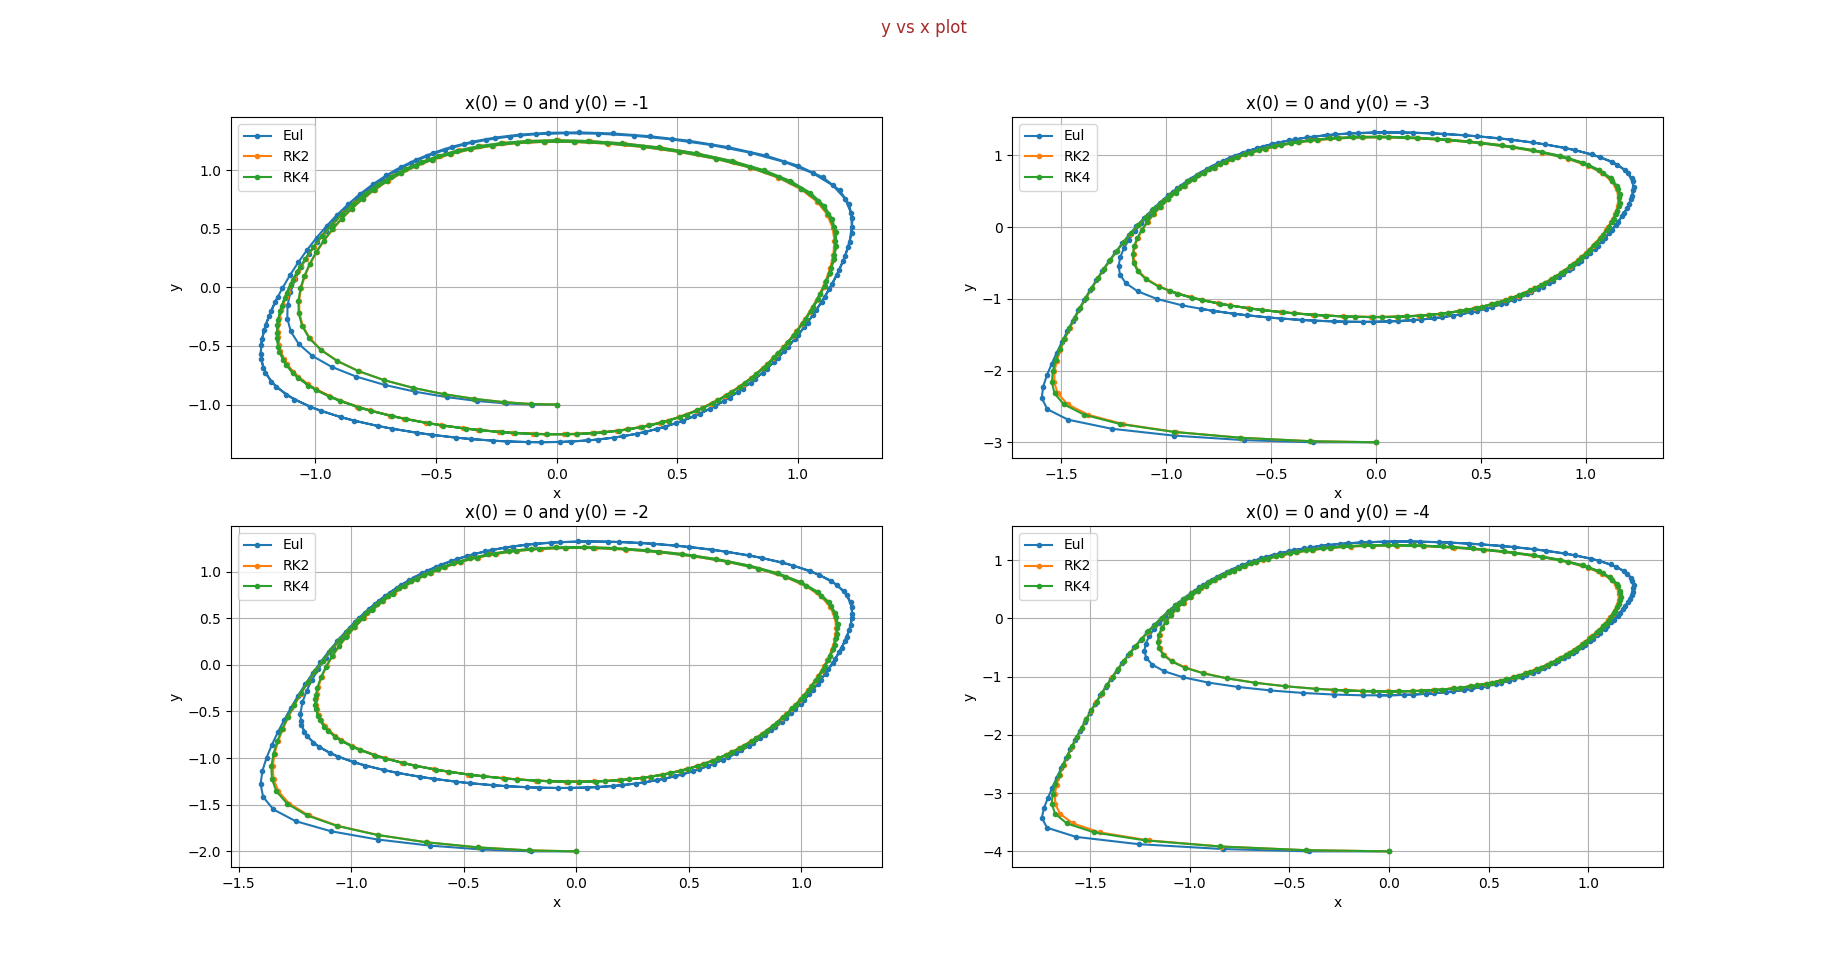 y vs x plot
x(0) = 0 and y(0) = -1
Eul
RK2
RK4
1.0
0.5
0.0
−0.5
−1.0
y
−1.0 −0.5 0.0 0.5 1.0
x
x(0) = 0 and y(0) = -3
Eul
RK2
RK4
1
0
−1
−2
−3
y
−1.5 −1.0 −0.5 0.0 0.5 1.0
x
x(0) = 0 and y(0) = -2
Eul
RK2
RK4
1.0
0.5
0.0
−0.5
−1.0
−1.5
−2.0
y
−1.5 −1.0 −0.5 0.0 0.5 1.0
x
x(0) = 0 and y(0) = -4
Eul
RK2
RK4
1
0
−1
−2
−3
−4
y
−1.5 −1.0 −0.5 0.0 0.5 1.0
x